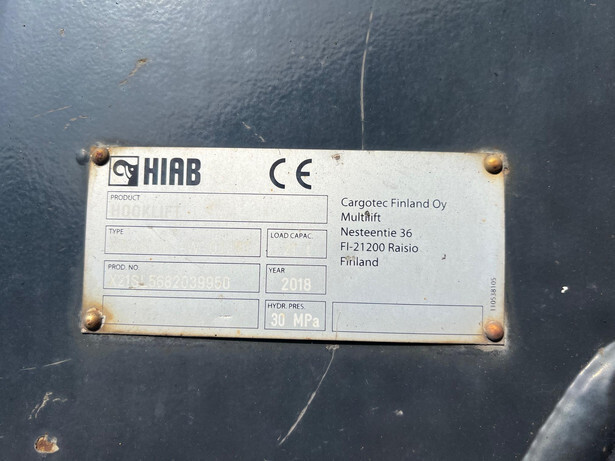 HIAB CE
PRODUCT
HOOKLIFT
TYPE
LOAD CAPAC.
PROD. NO.
YEAR
2018
HYDR. PRES.
30 MPa
Cargotec Finland Oy
Multilift
Nesteentie 36
FI-21200 Raisio
Finland
110538105